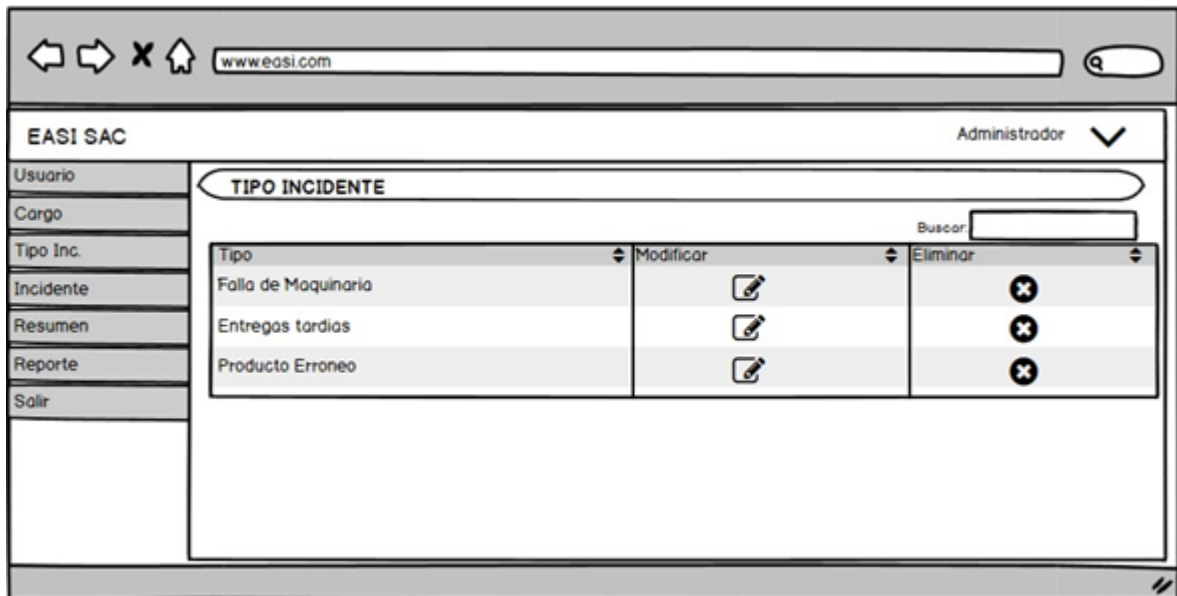 www.easi.com
EASI SAC
Administrador
Usuario
Cargo
Tipo Inc.
Incidente
Resumen
Reporte
Salir
TIPO INCIDENTE
Buscar:
Tipo Modificar Eliminar
Falla de Maquinaria
Entregas tardias
Producto Erroneo